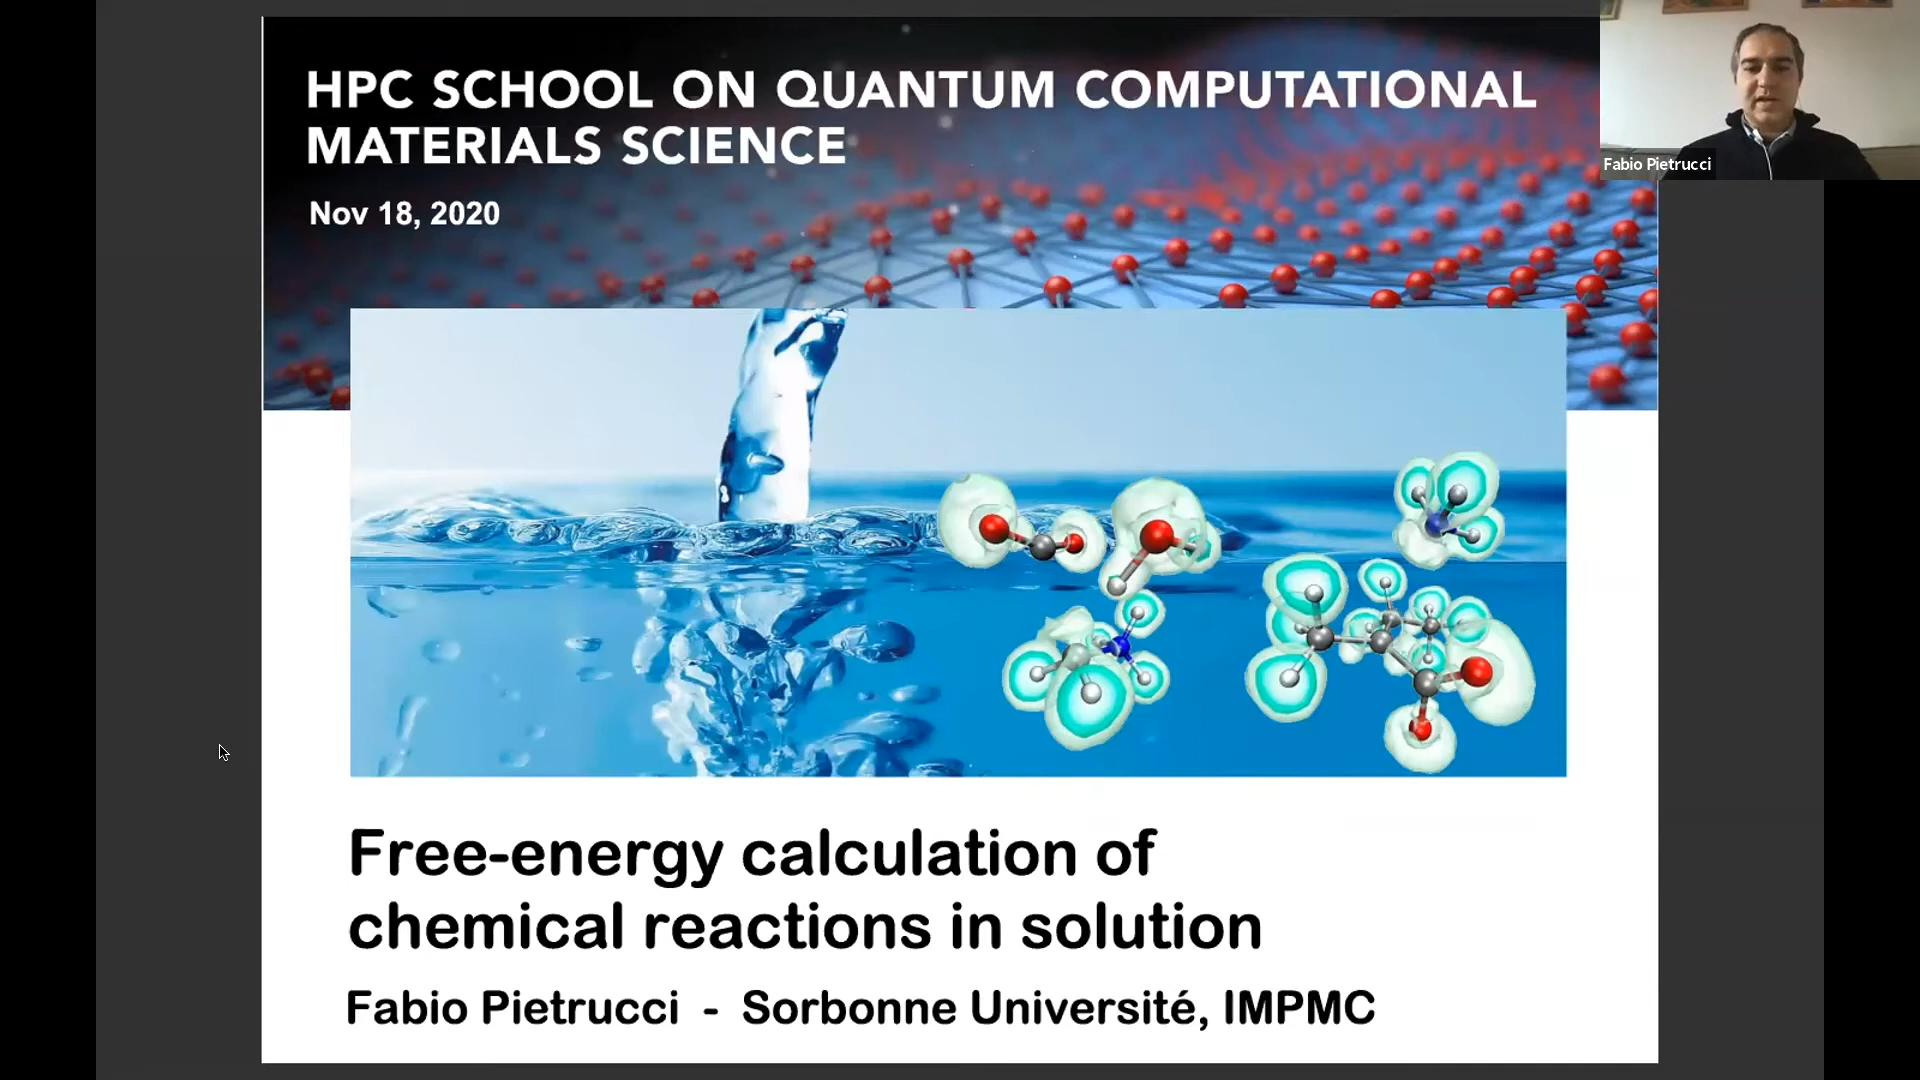 HPC SCHOOL ON QUANTUM COMPUTATIONAL
MATERIALS SCIENCE
Nov 18, 2020
Fabio Pietrucci
Free-energy calculation of
chemical reactions in solution
Fabio Pietrucci - Sorbonne Université, IMPMC